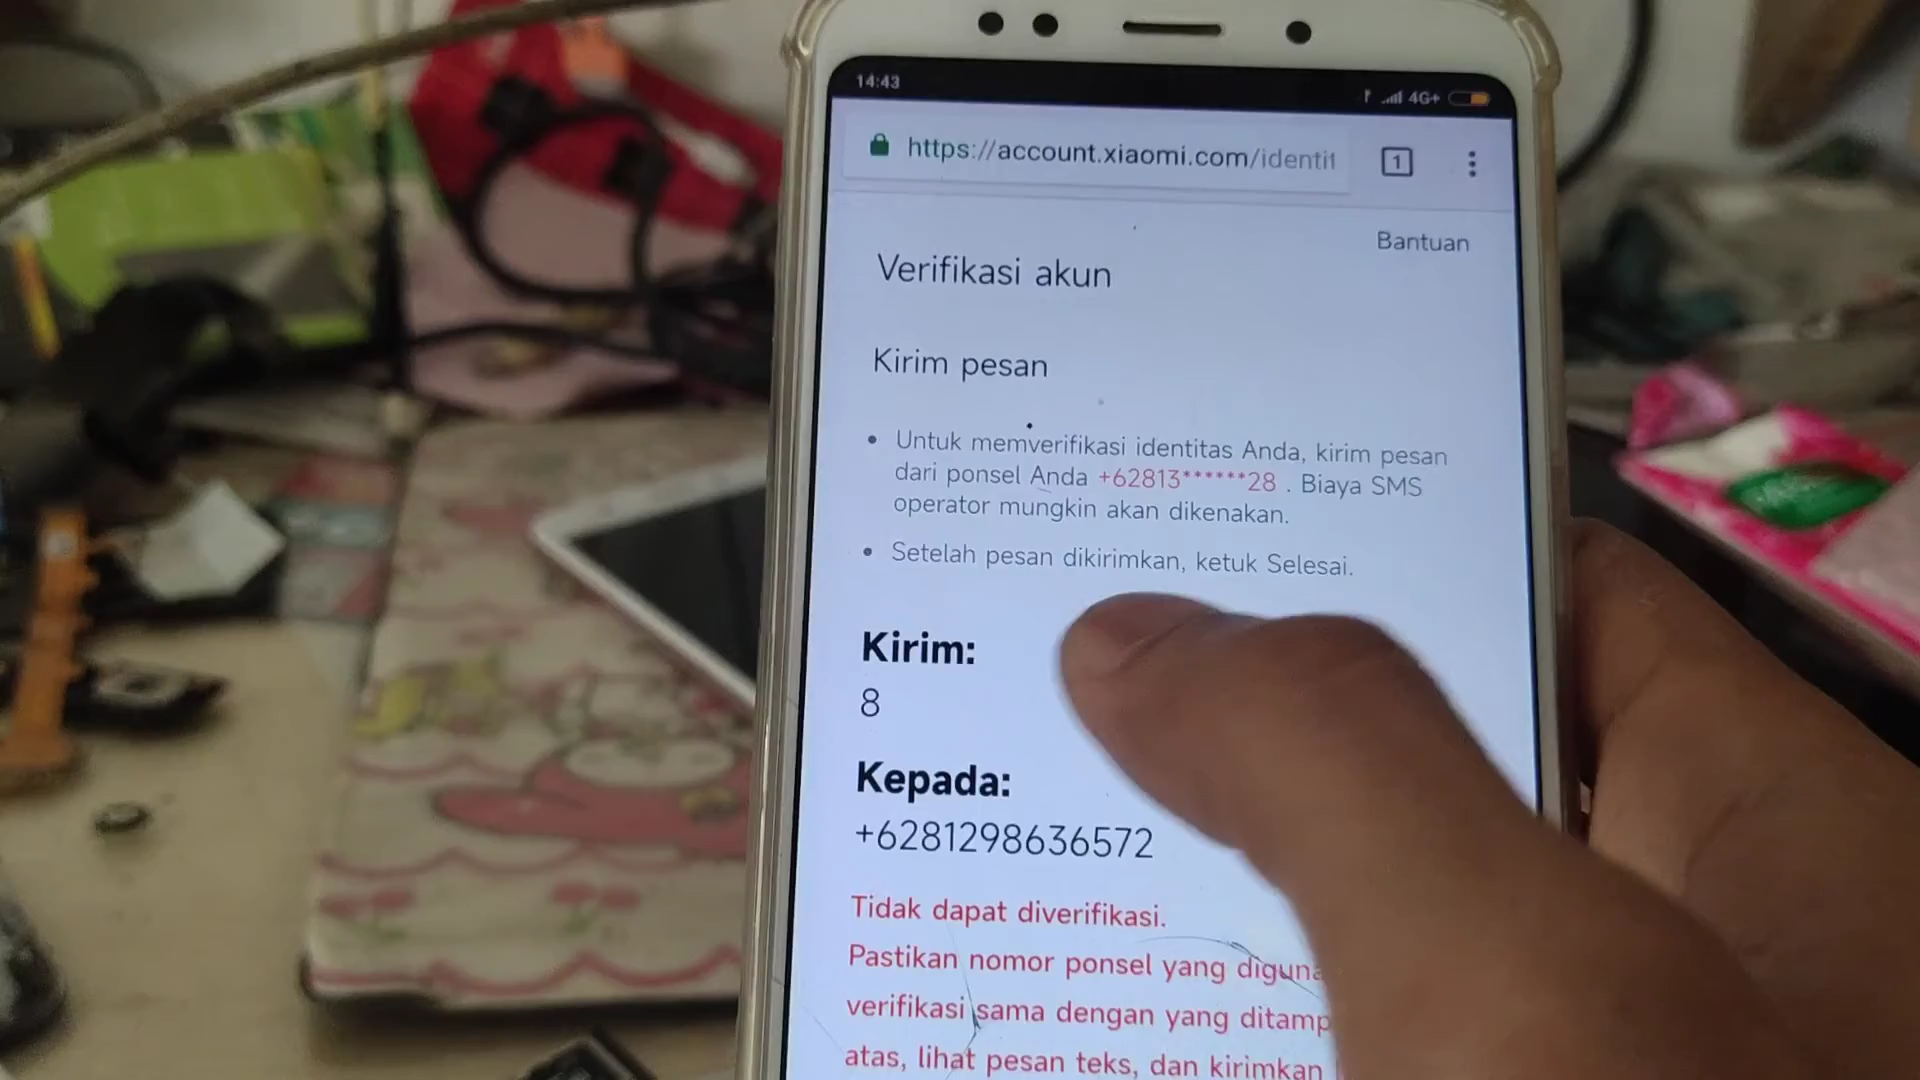 14:43
4G+
https://account.xiaomi.com/identit
1
Bantuan
Verifikasi akun
Kirim pesan
• Untuk memverifikasi identitas Anda, kirim pesan
dari ponsel Anda +62813******28 . Biaya SMS
operator mungkin akan dikenakan.
• Setelah pesan dikirimkan, ketuk Selesai.
Kirim:
8
Kepada:
+6281298636572
Tidak dapat diverifikasi.
Pastikan nomor ponsel yang diguna
verifikasi sama dengan yang ditamp
atas, lihat pesan teks, dan kirimkan